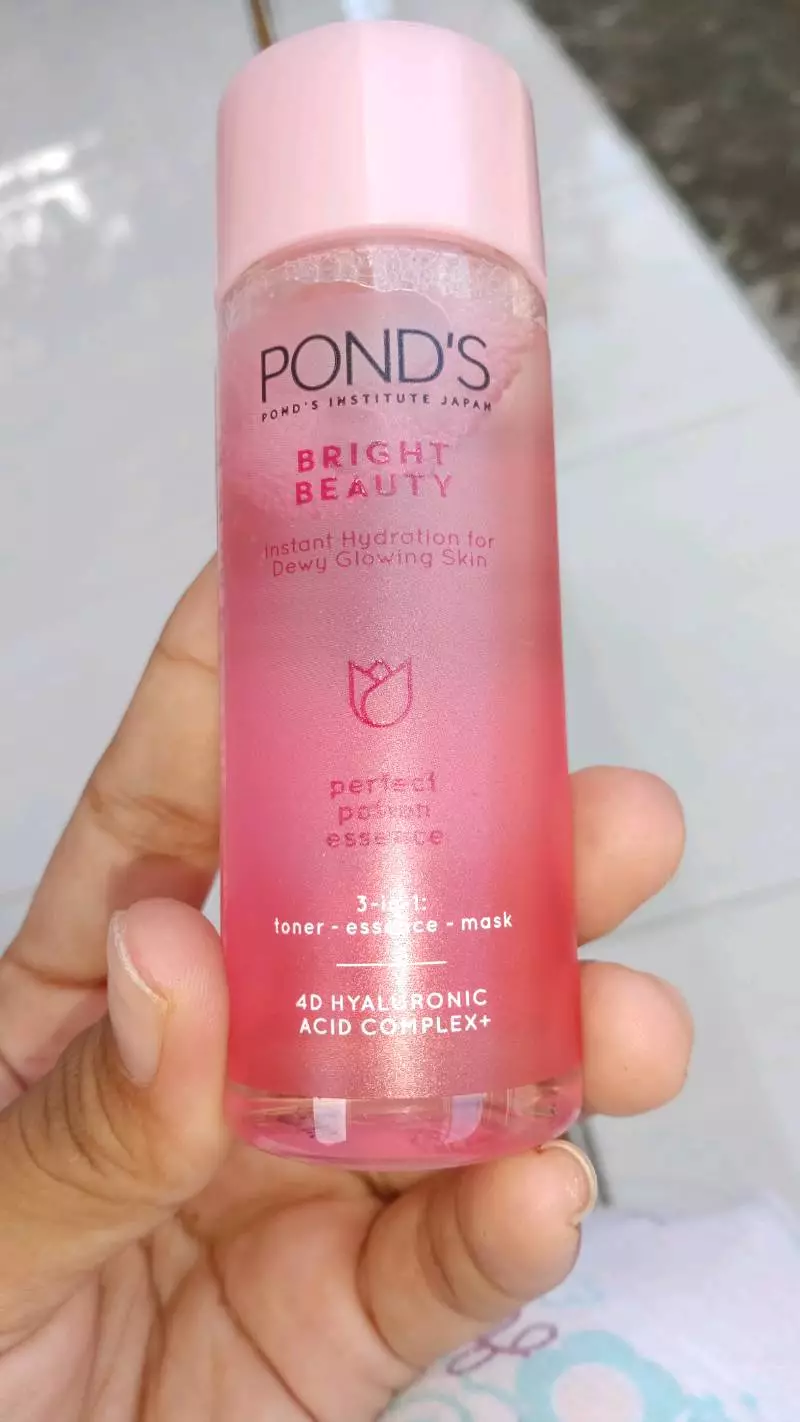 POND'S
POND'S INSTITUTE JAPAN
BRIGHT
BEAUTY
Instant Hydration for
Dewy Glowing Skin
perfect
potion
essence
3-in-1:
toner - essence - mask
4D HYALURONIC
ACID COMPLEX+